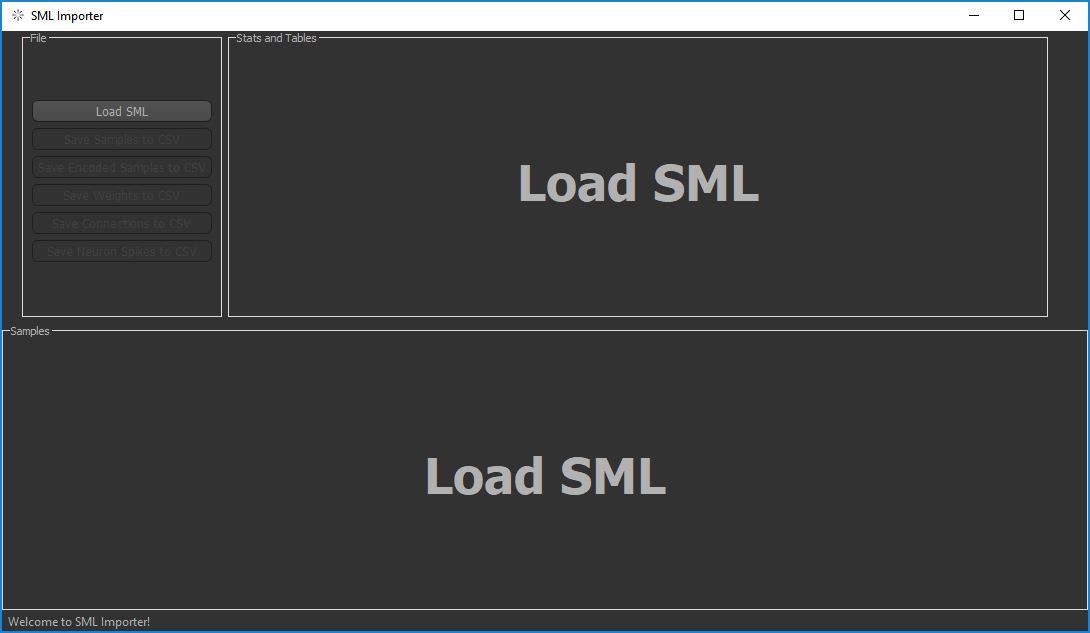 SML Importer
File
Load SML
Save Samples to CSV
Save Encoded Samples to CSV
Save Weights to CSV
Save Connections to CSV
Save Neuron Spikes to CSV
Stats and Tables
Load SML
Samples
Load SML
Welcome to SML Importer!